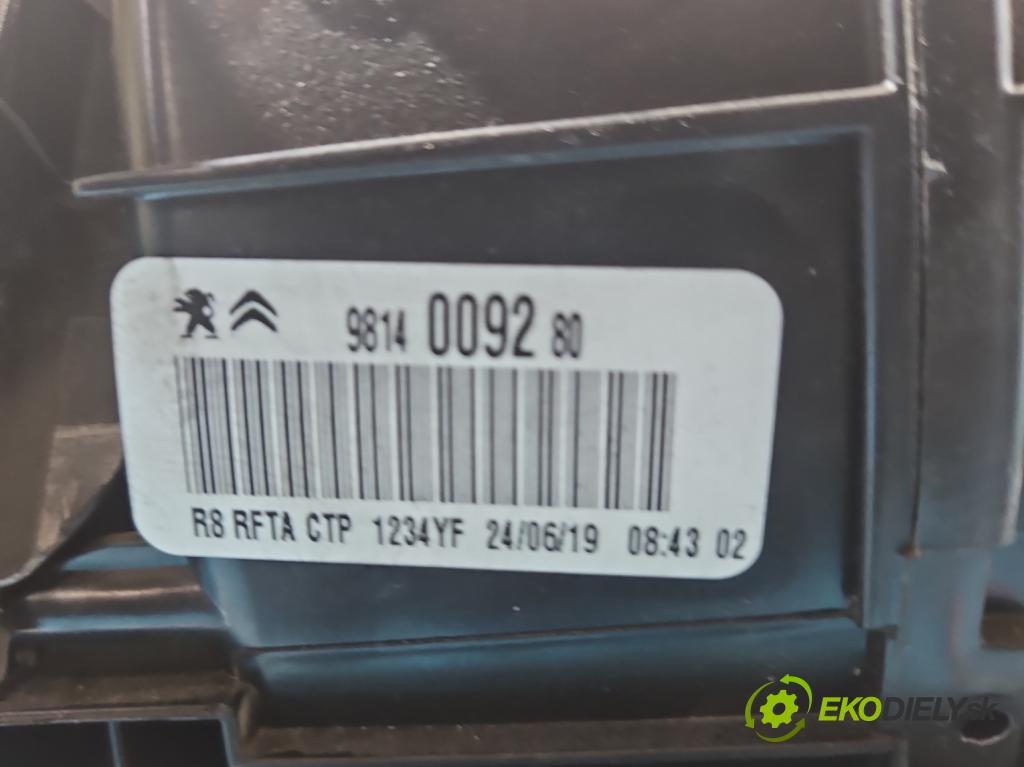 9814 0092 80
R8 RFTA CTP 1234YF 24/06/19 08:43 02
EKODIELY.sk